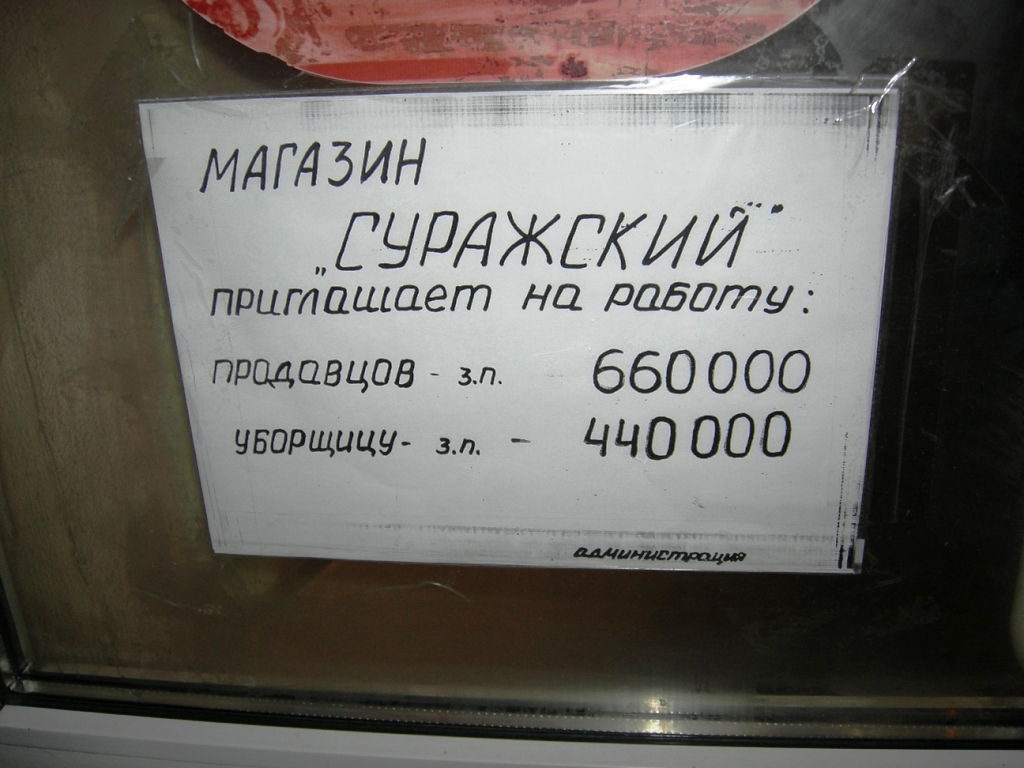 МАГАЗИН
„СУРАЖСКИЙ"
приглашает на работу:
ПРОДАВЦОВ - з.п. 660 000
УБОРЩИЦУ - з.п. - 440 000
администрация